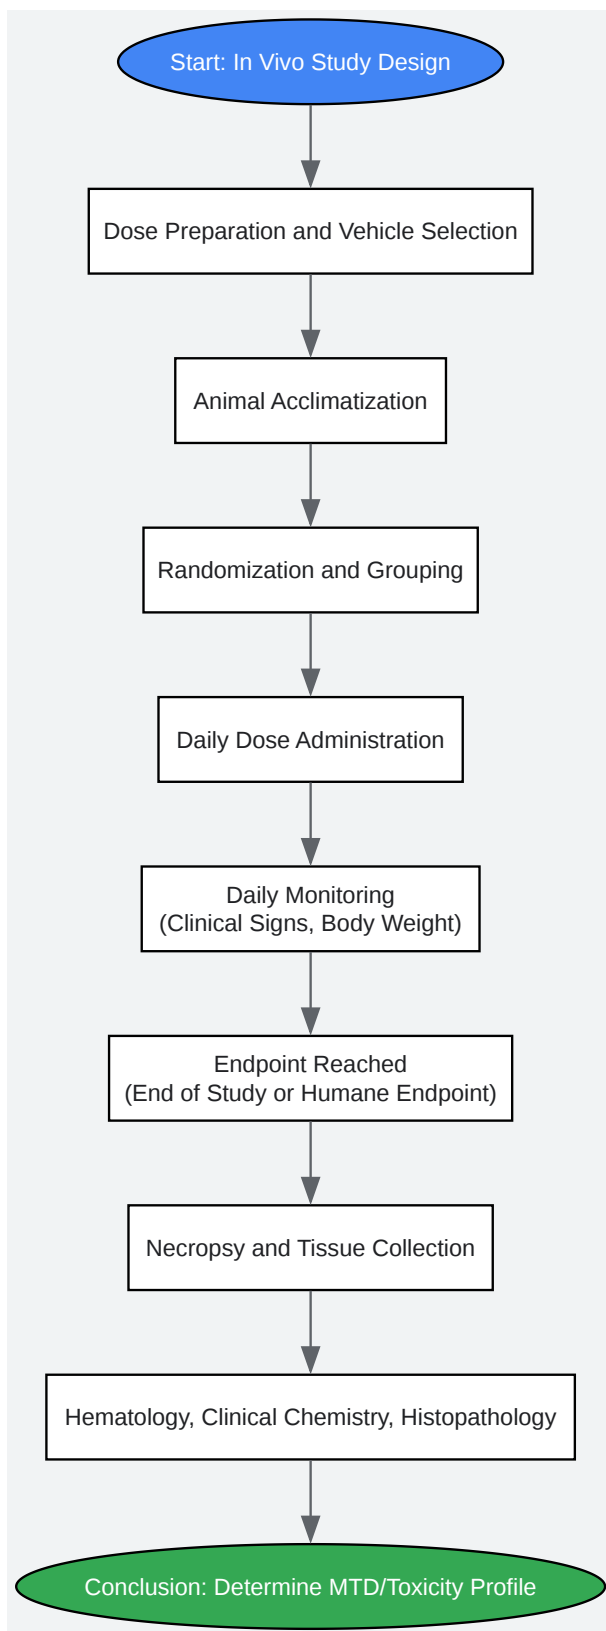 Start: In Vivo Study Design
Dose Preparation and Vehicle Selection
Animal Acclimatization
Randomization and Grouping
Daily Dose Administration
Daily Monitoring
(Clinical Signs, Body Weight)
Endpoint Reached
(End of Study or Humane Endpoint)
Necropsy and Tissue Collection
Hematology, Clinical Chemistry, Histopathology
Conclusion: Determine MTD/Toxicity Profile